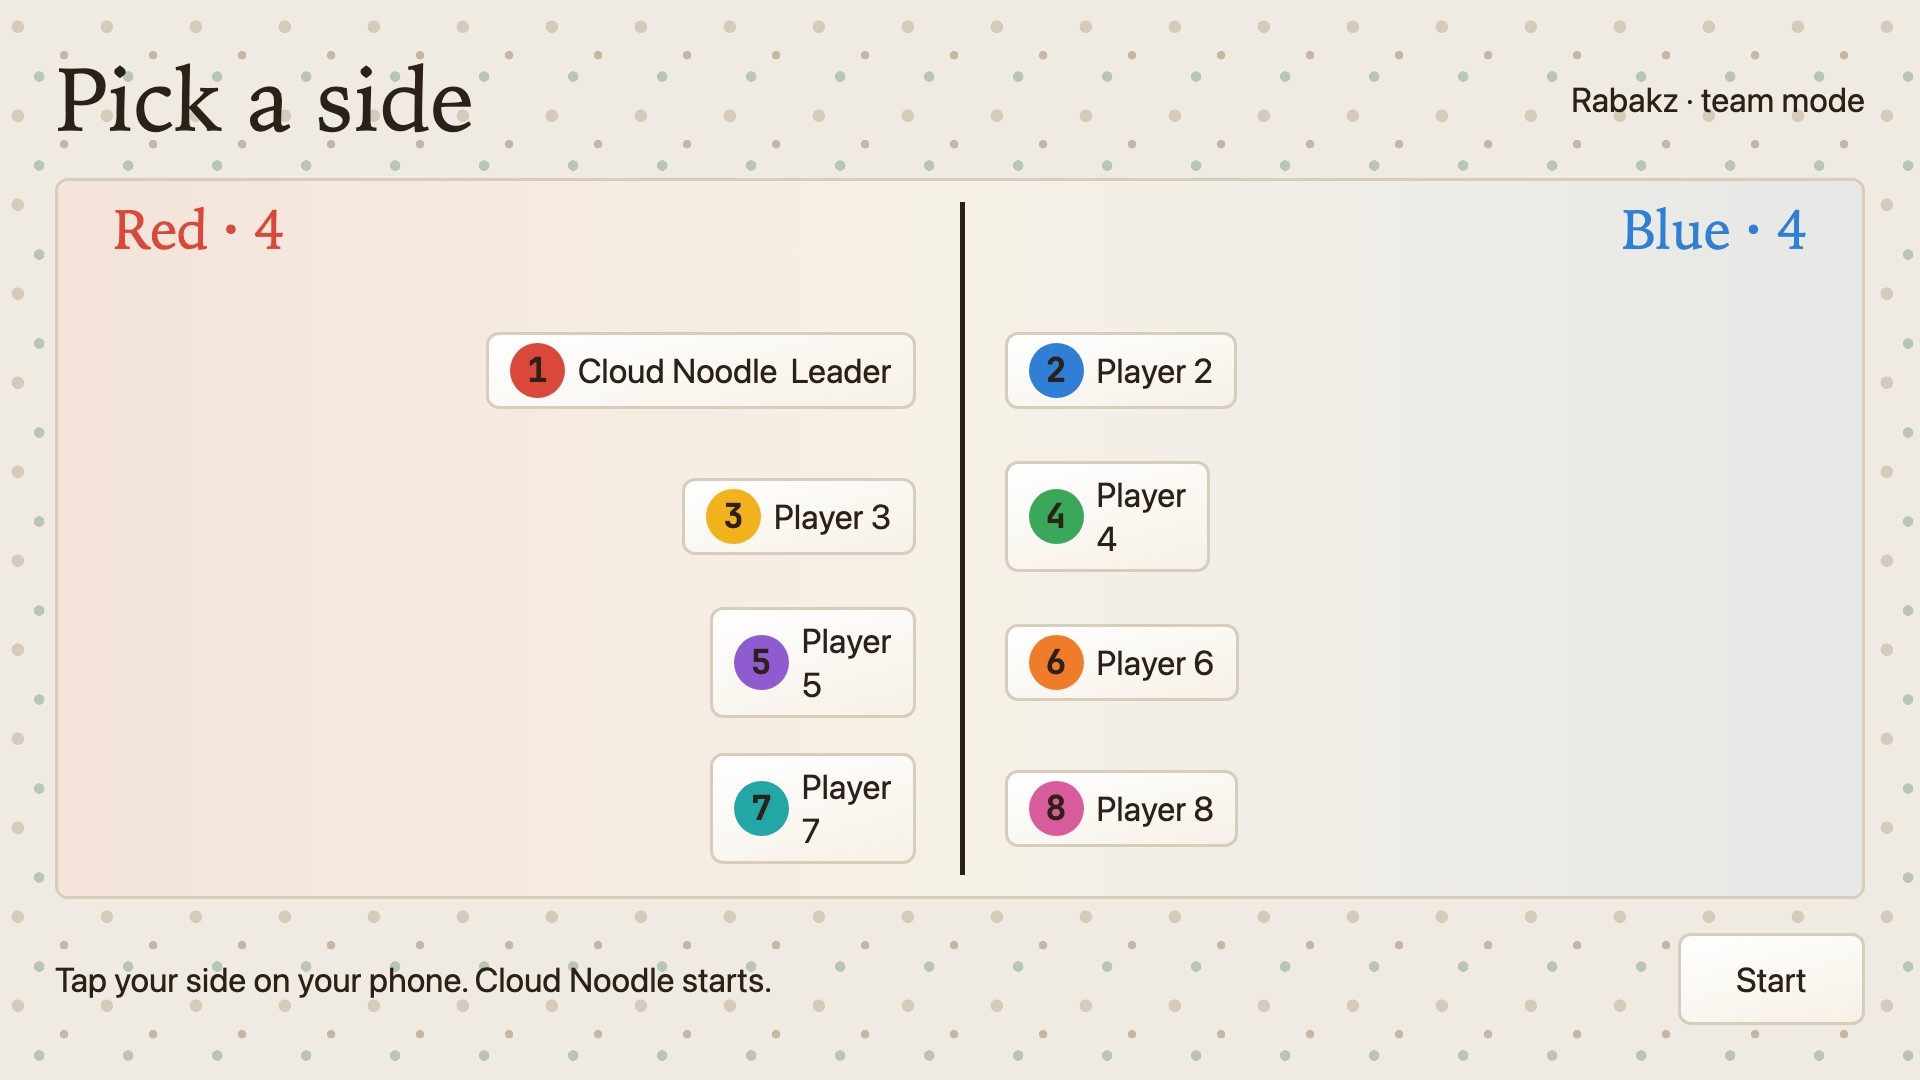 Pick a side
Rabakz · team mode
Red · 4
Blue · 4
1 Cloud Noodle Leader
2 Player 2
3 Player 3
4 Player
4
5 Player
5
6 Player 6
7 Player
7
8 Player 8
Tap your side on your phone. Cloud Noodle starts.
Start